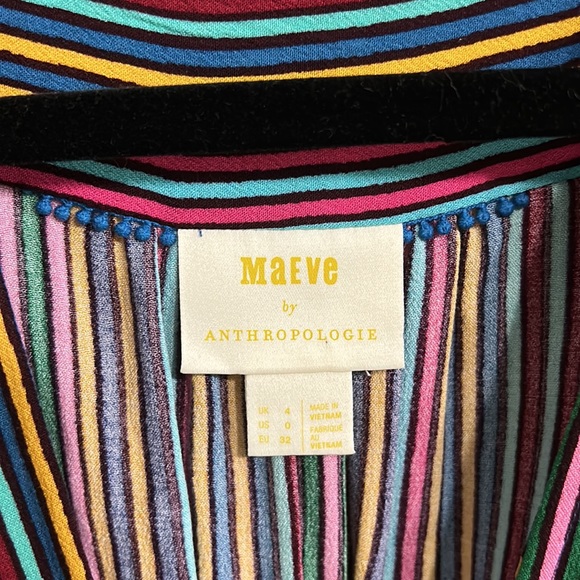 MaEVe
by
ANTHROPOLOGIE
UK 4
US 0
EU 32
MADE IN
VIETNAM
FABRIQUÉ
AU
VIETNAM